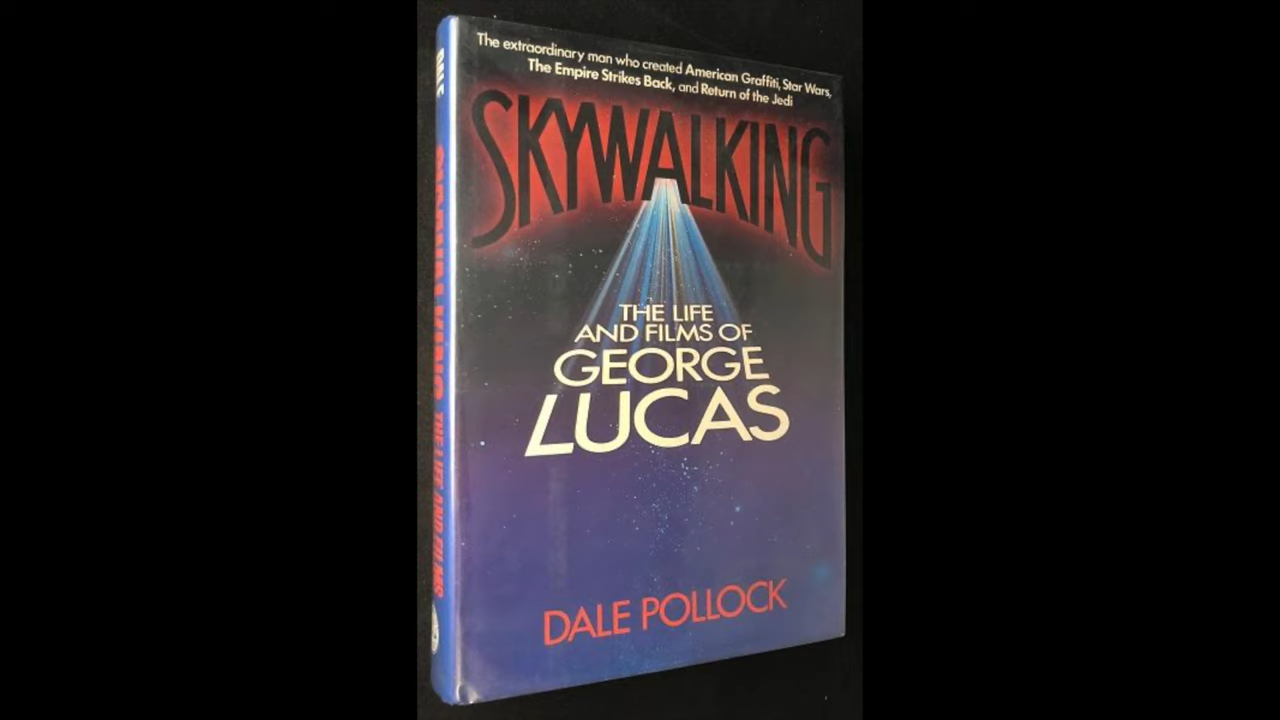 The extraordinary man who created American Graffiti, Star Wars,
The Empire Strikes Back, and Return of the Jedi
SKYWALKING
THE LIFE
AND FILMS OF
GEORGE
LUCAS
DALE POLLOCK
SKYWALKING THE LIFE AND FILMS